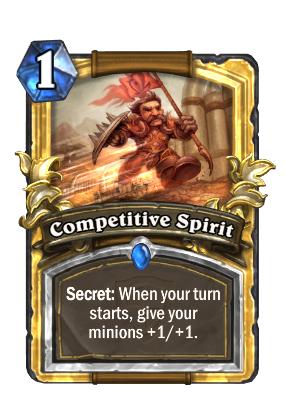 1
Competitive Spirit
Secret: When your turn
starts, give your
minions +1/+1.